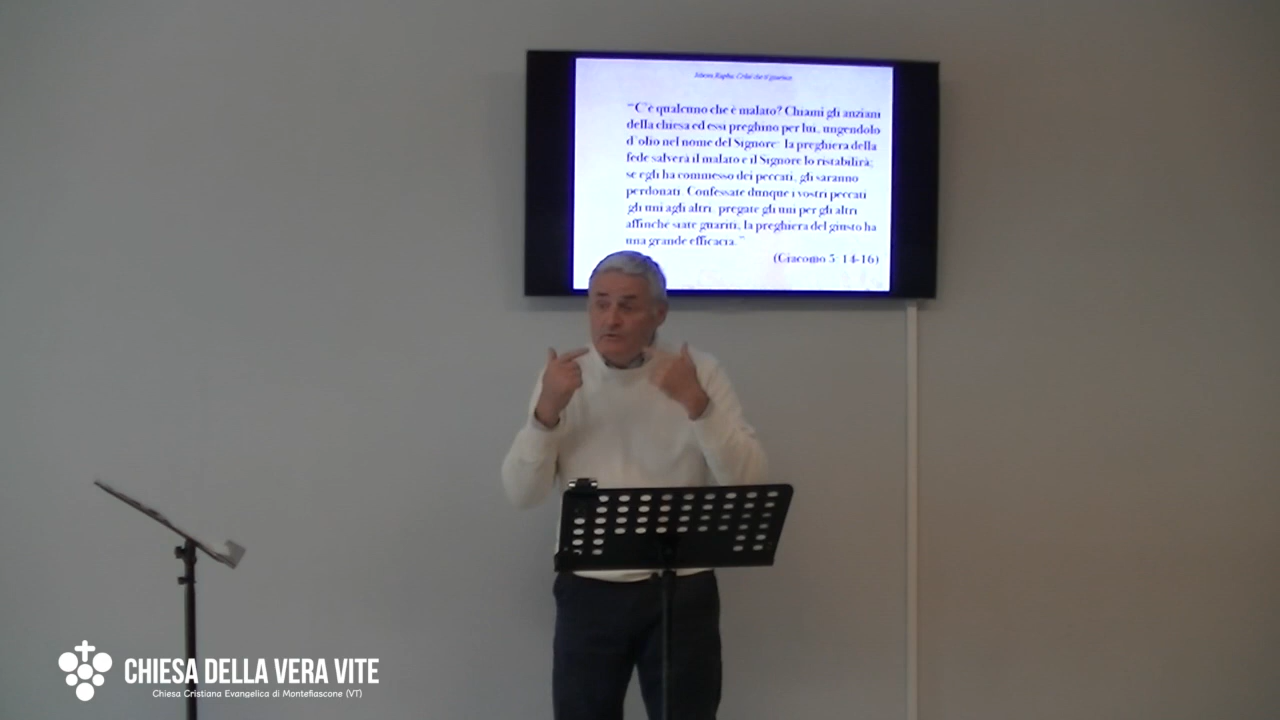 "C'è qualcuno che è malato? Chiami gli anziani
della chiesa ed essi preghino per lui, ungendolo
d'olio nel nome del Signore: la preghiera della
fede salverà il malato e il Signore lo ristabilirà;
se egli ha commesso dei peccati, gli saranno
perdonati. Confessate dunque i vostri peccati
gli uni agli altri, pregate gli uni per gli altri
affinché siate guariti; la preghiera del giusto ha
una grande efficacia."
(Giacomo 5:14-16)
CHIESA DELLA VERA VITE
Chiesa Cristiana Evangelica di Montefiascone (VT)